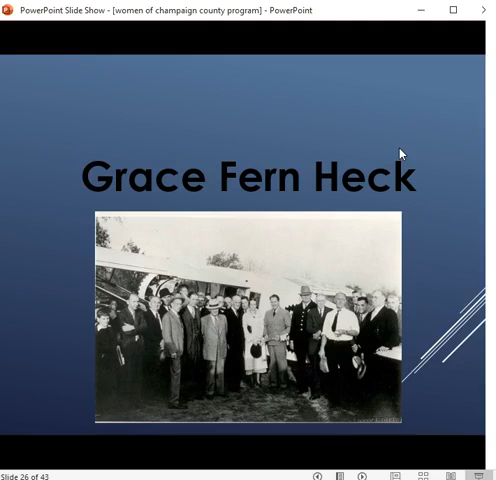 PowerPoint Slide Show - [women of champaign county program] - PowerPoint
Grace Fern Heck
Slide 26 of 43